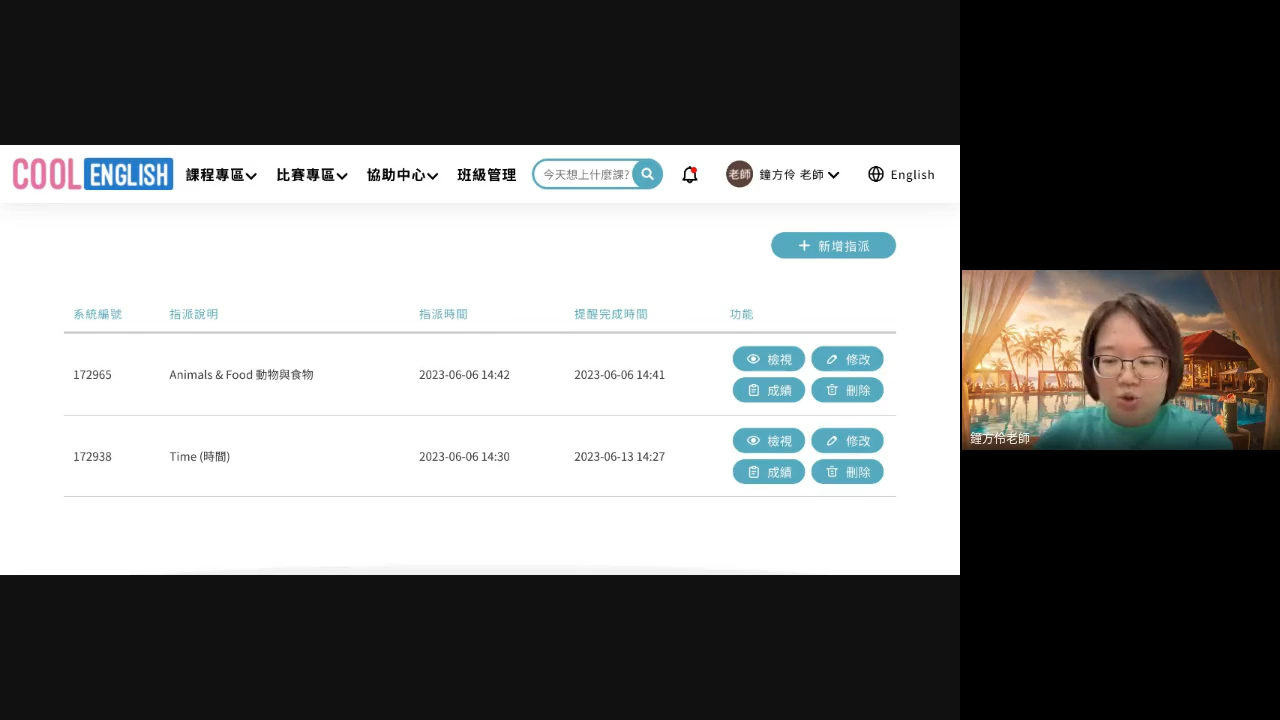 COOL ENGLISH 課程專區 比賽專區 協助中心 班級管理 今天想上什麼課? 老師 鐘方伶 老師 English
新增指派
系統編號 指派說明 指派時間 提醒完成時間 功能
172965 Animals & Food 動物與食物 2023-06-06 14:42 2023-06-06 14:41 檢視 修改
成績 刪除
172938 Time (時間) 2023-06-06 14:30 2023-06-13 14:27 檢視 修改
成績 刪除
鐘方伶老師